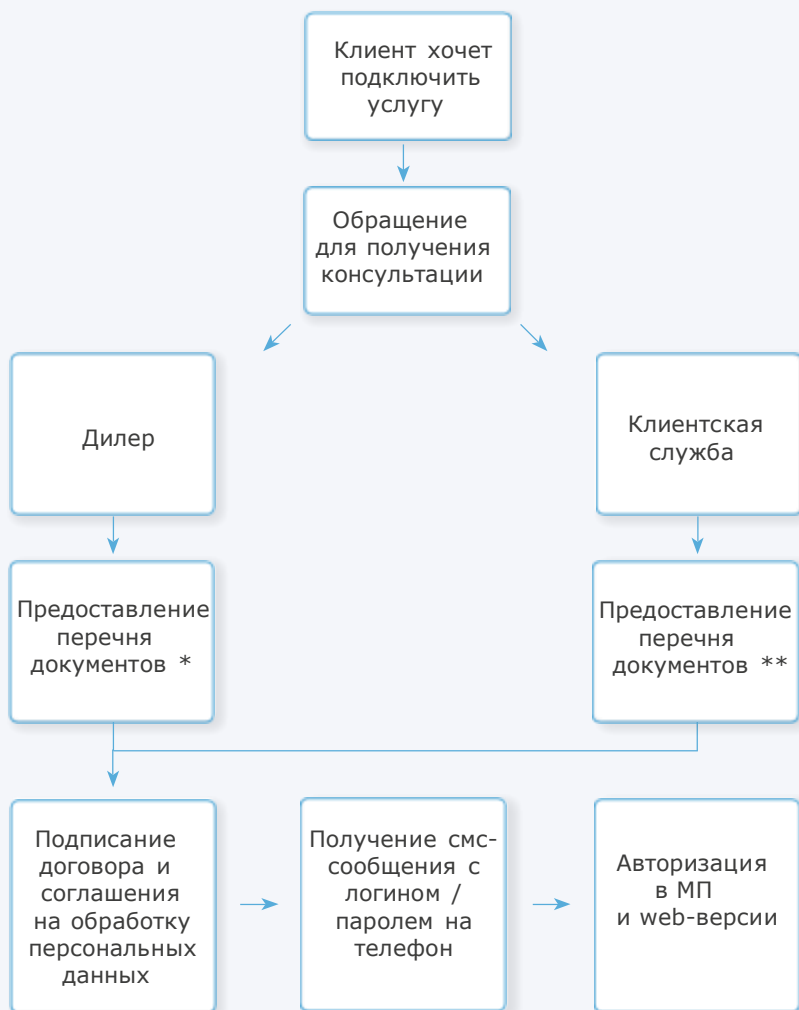 Клиент хочет
подключить
услугу
Обращение
для получения
консультации
Дилер
Клиентская
служба
Предоставление
перечня
документов *
Предоставление
перечня
документов **
Подписание
договора и
соглашения
на обработку
персональных
данных
Получение смс-
сообщения с
логином /
паролем на
телефон
Авторизация
в МП
и web-версии